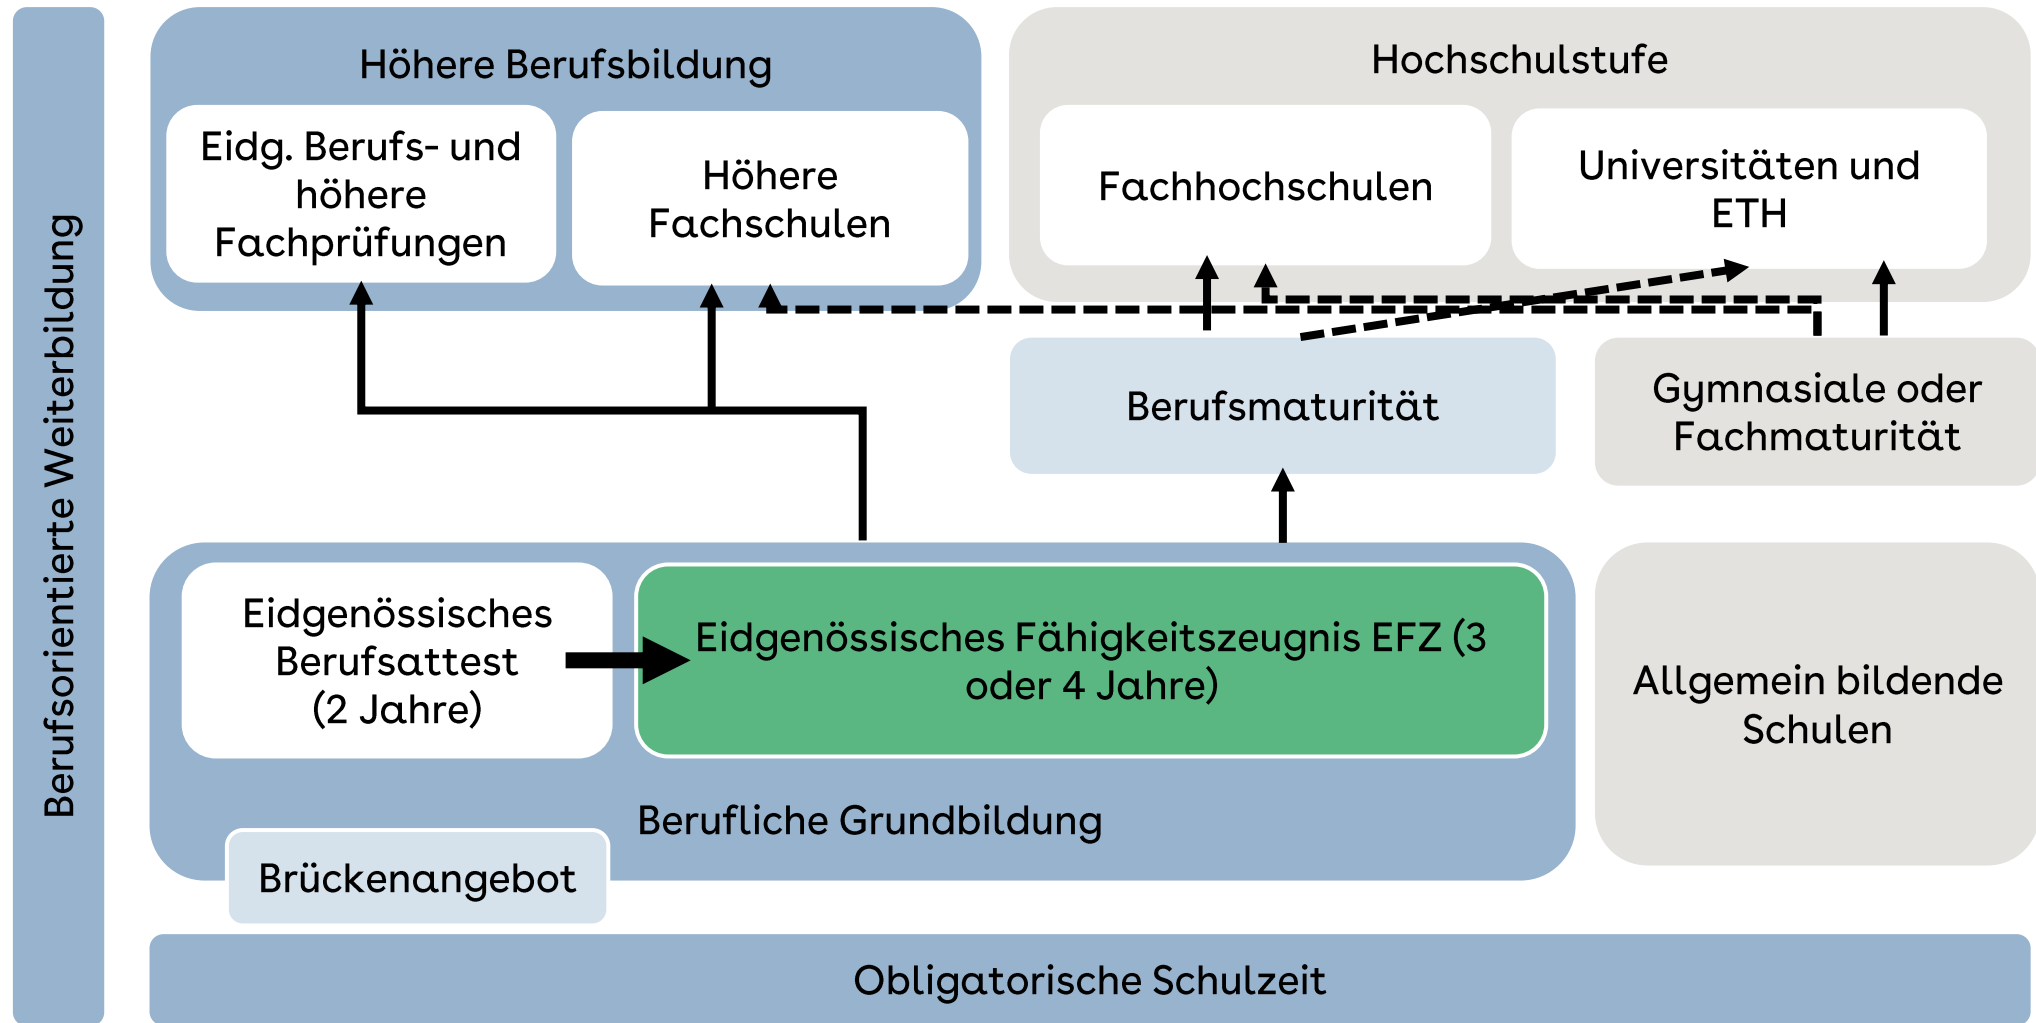 Berufsorientierte Weiterbildung
Höhere Berufsbildung
Eidg. Berufs- und
höhere
Fachprüfungen
Höhere
Fachschulen
Hochschulstufe
Fachhochschulen
Universitäten und
ETH
Berufsmaturität
Gymnasiale oder
Fachmaturität
Eidgenössisches
Berufsattest
(2 Jahre)
Eidgenössisches Fähigkeitszeugnis EFZ (3
oder 4 Jahre)
Allgemein bildende
Schulen
Berufliche Grundbildung
Brückenangebot
Obligatorische Schulzeit